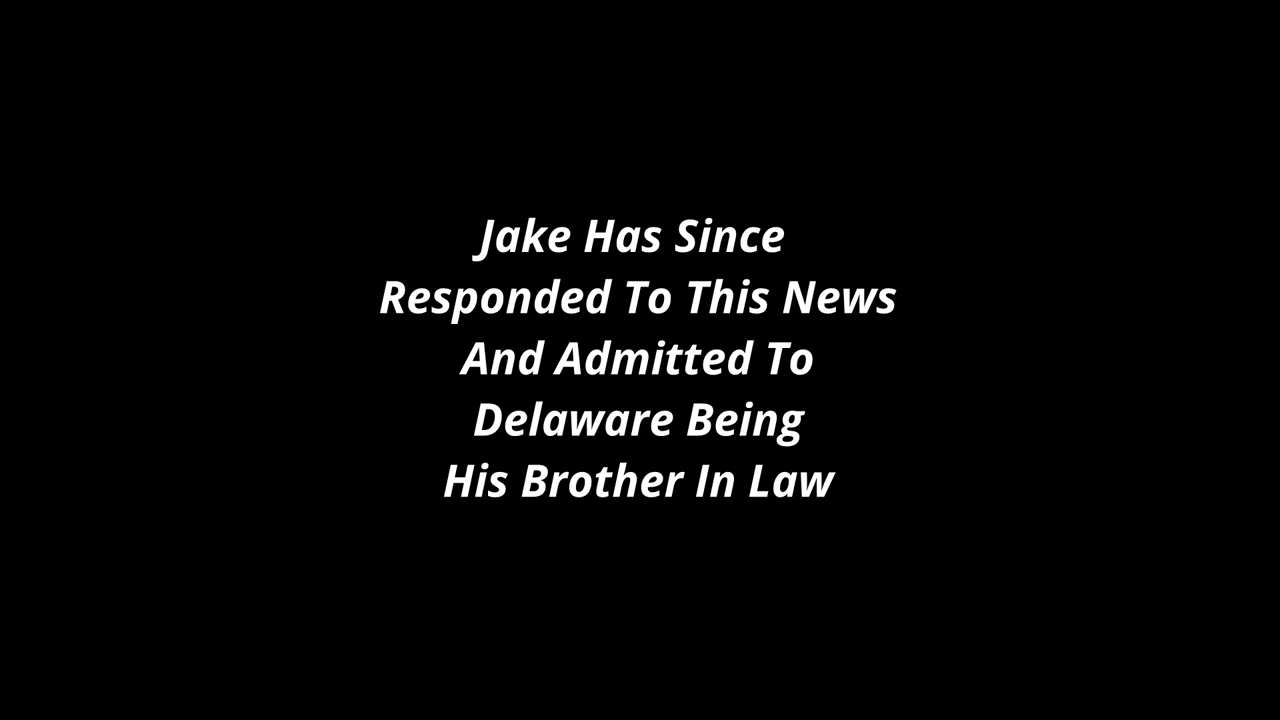 Jake Has Since
Responded To This News
And Admitted To
Delaware Being
His Brother In Law